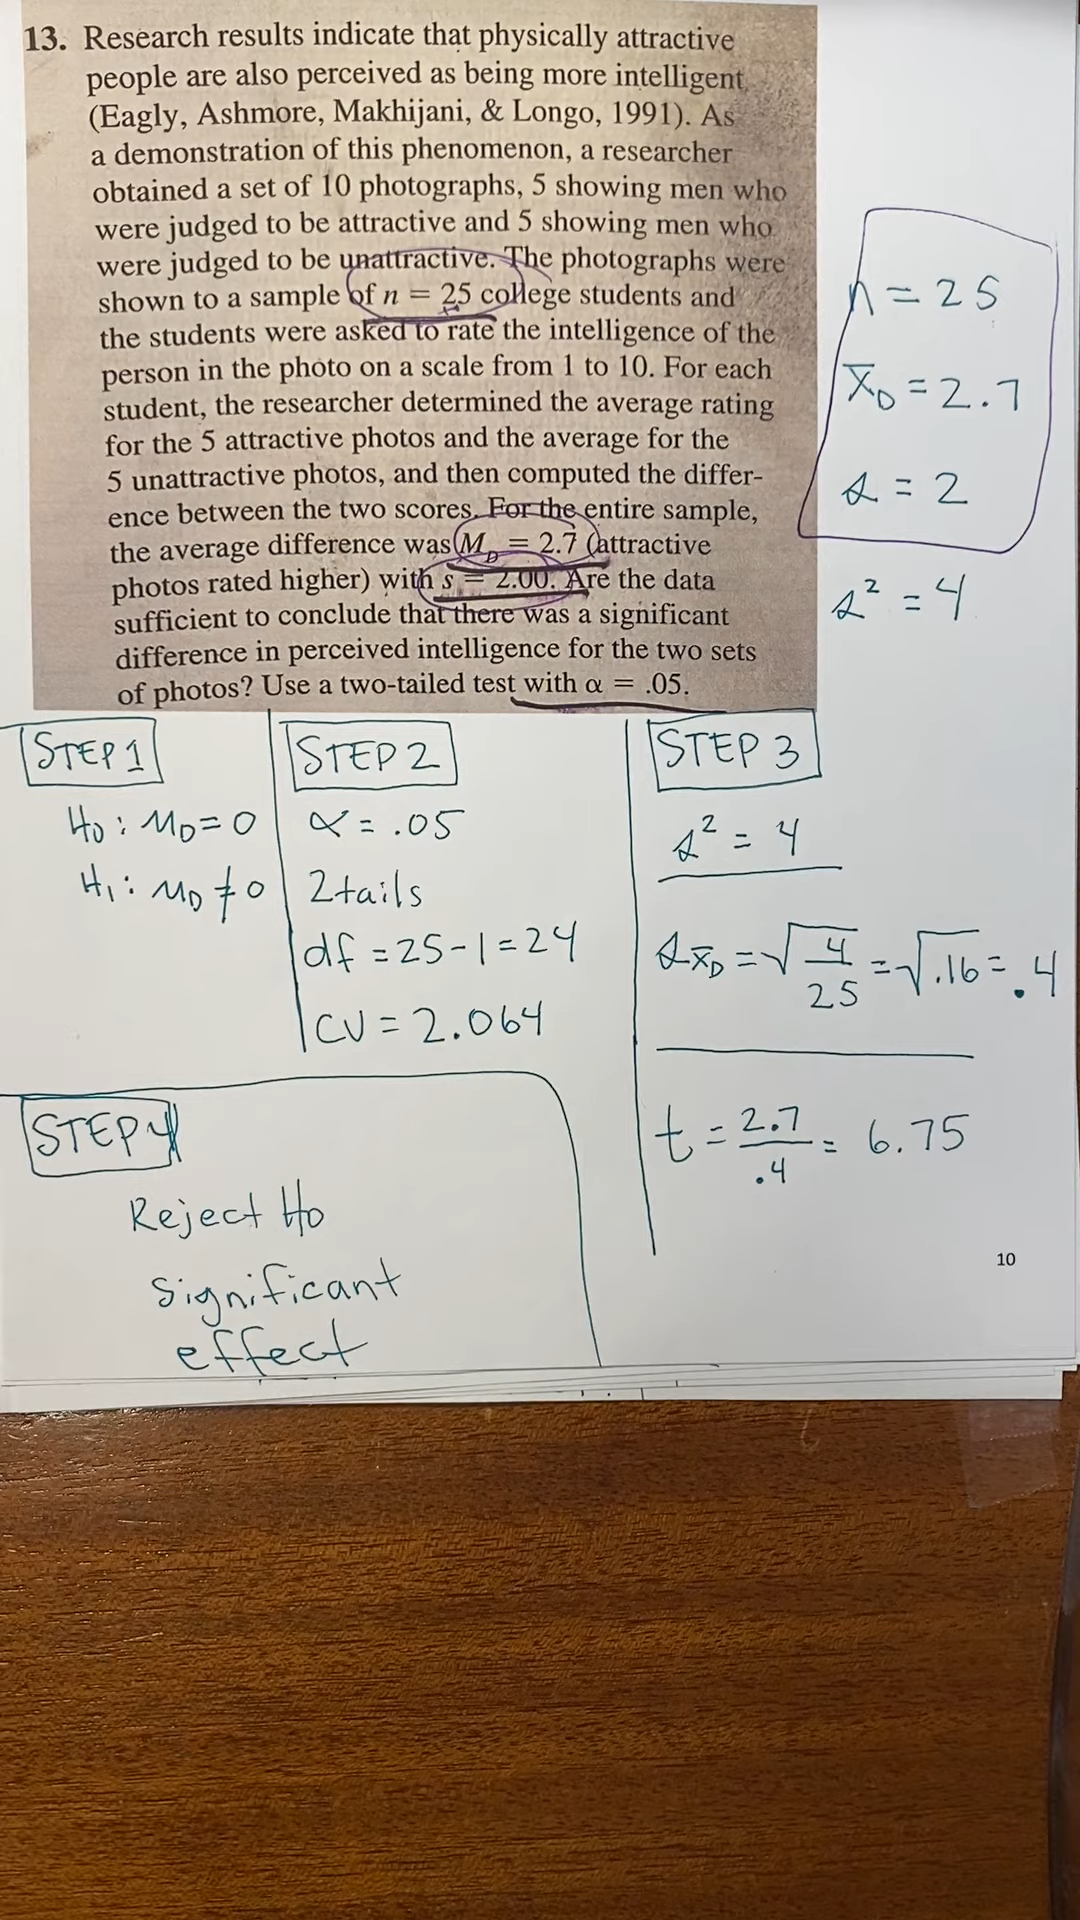 13. Research results indicate that physically attractive
people are also perceived as being more intelligent
(Eagly, Ashmore, Makhijani, & Longo, 1991). As
a demonstration of this phenomenon, a researcher
obtained a set of 10 photographs, 5 showing men who
were judged to be attractive and 5 showing men who
were judged to be unattractive. The photographs were
shown to a sample of n = 25 college students and
the students were asked to rate the intelligence of the
person in the photo on a scale from 1 to 10. For each
student, the researcher determined the average rating
for the 5 attractive photos and the average for the
5 unattractive photos, and then computed the differ-
ence between the two scores. For the entire sample,
the average difference was M_D = 2.7 (attractive
photos rated higher) with s = 2.00. Are the data
sufficient to conclude that there was a significant
difference in perceived intelligence for the two sets
of photos? Use a two-tailed test with α = .05.
n = 25
X̄_D = 2.7
s = 2
s² = 4
STEP 1
H₀ : μ_D = 0
H₁ : μ_D ≠ 0
STEP 2
α = .05
2 tails
df = 25 - 1 = 24
CV = 2.064
STEP 3
s² = 4
s_X̄_D = √4/25 = √.16 = .4
t = 2.7/.4 = 6.75
STEP 4
Reject H₀
significant
effect
10